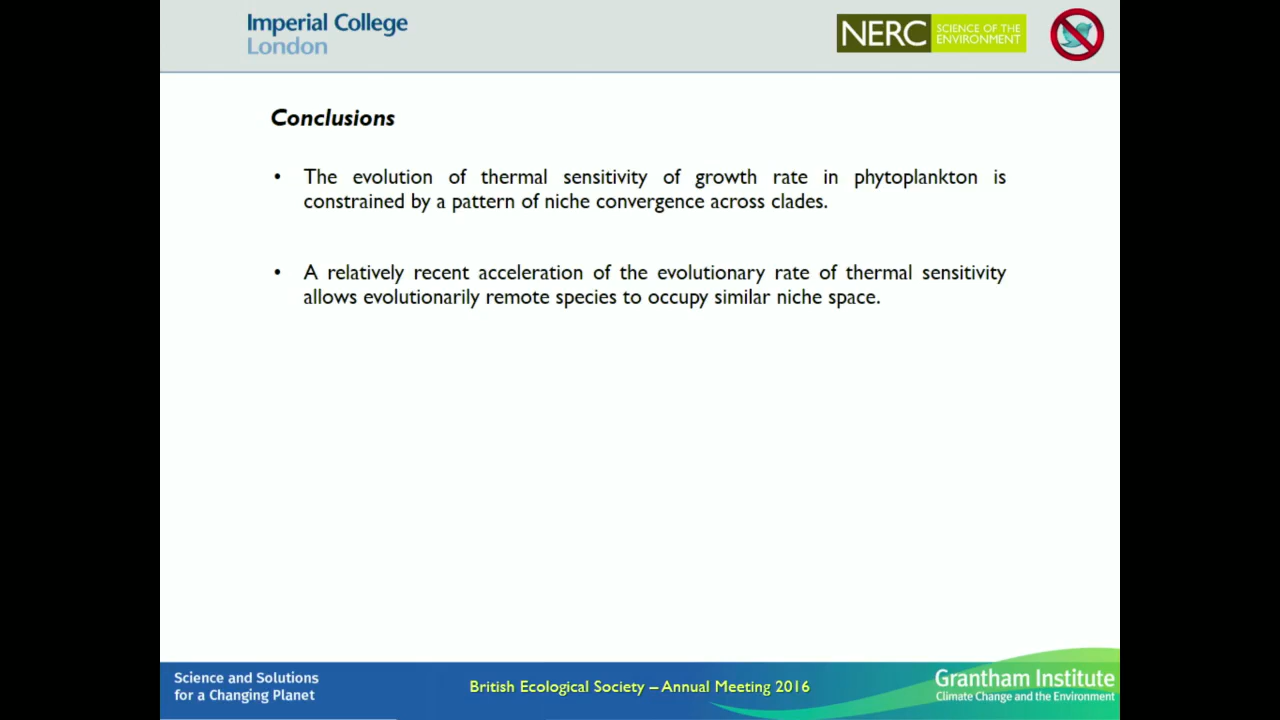 Imperial College
London
NERC
SCIENCE OF THE
ENVIRONMENT
Conclusions
• The evolution of thermal sensitivity of growth rate in phytoplankton is
constrained by a pattern of niche convergence across clades.
• A relatively recent acceleration of the evolutionary rate of thermal sensitivity
allows evolutionarily remote species to occupy similar niche space.
Science and Solutions
for a Changing Planet
British Ecological Society – Annual Meeting 2016
Grantham Institute
Climate Change and the Environment